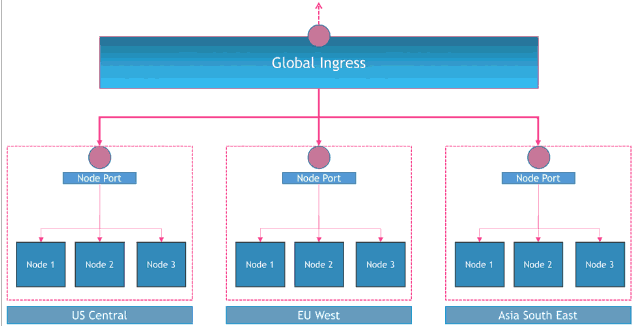 Global Ingress
Node Port
Node Port
Node Port
Node 1 Node 2 Node 3
Node 1 Node 2 Node 3
Node 1 Node 2 Node 3
US Central
EU West
Asia South East